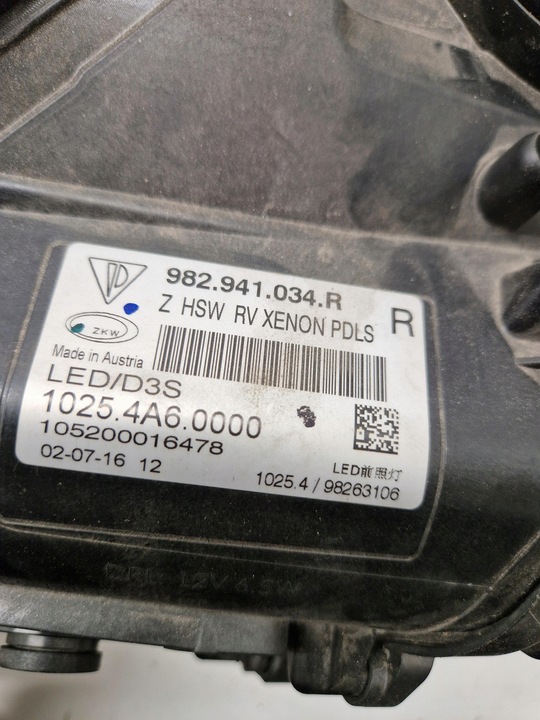 982.941.034.R
Z HSW RV XENON PDLS R
ZKW
Made in Austria
LED/D3S
1025.4A6.0000
105200016478
02-07-16 12
LED前照灯
1025.4 / 98263106